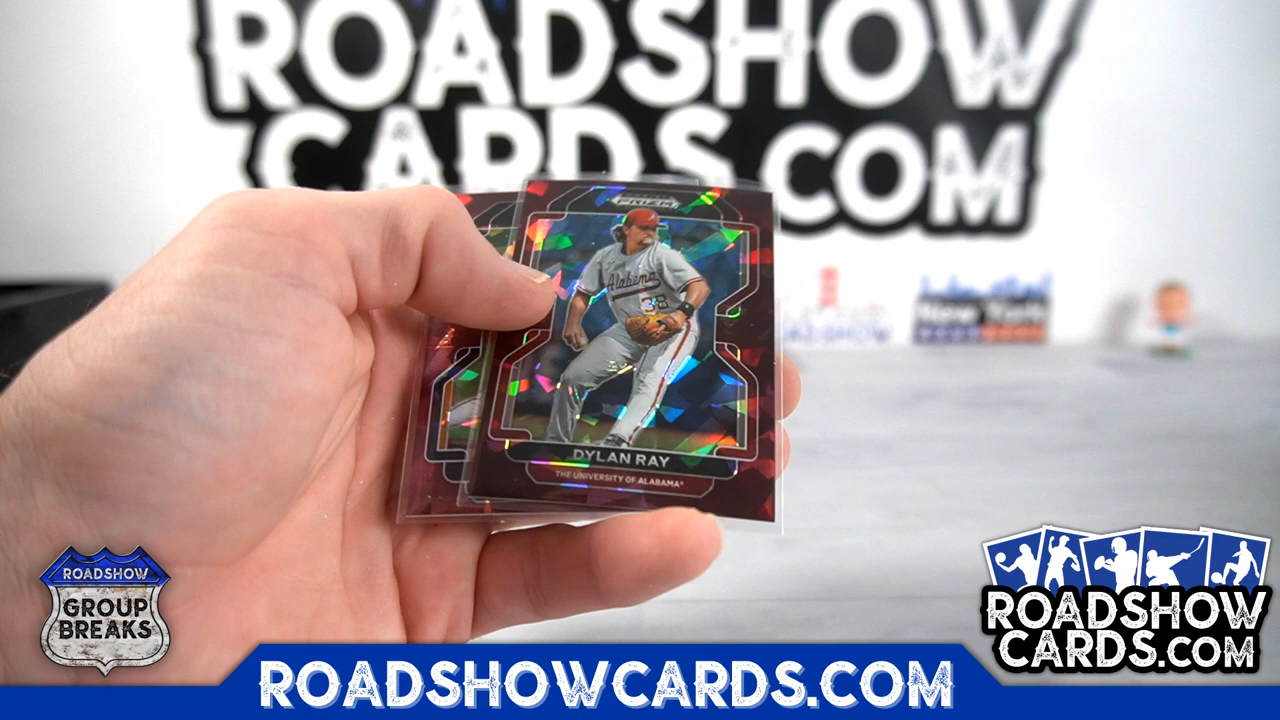 ROADSHOW
CARDS.COM
PRIZM
Alabama
38
DYLAN RAY
THE UNIVERSITY OF ALABAMA
New York
ROADSHOW
GROUP
BREAKS
ROADSHOW
CARDS.COM
ROADSHOWCARDS.COM